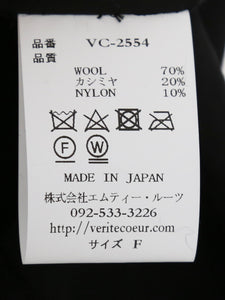 品番 VC-2554
品質
WOOL 70%
カシミヤ 20%
NYLON 10%
F W
MADE IN JAPAN
株式会社エムティー・ルーツ
092-533-3226
http://veritecoeur.com/
サイズ F